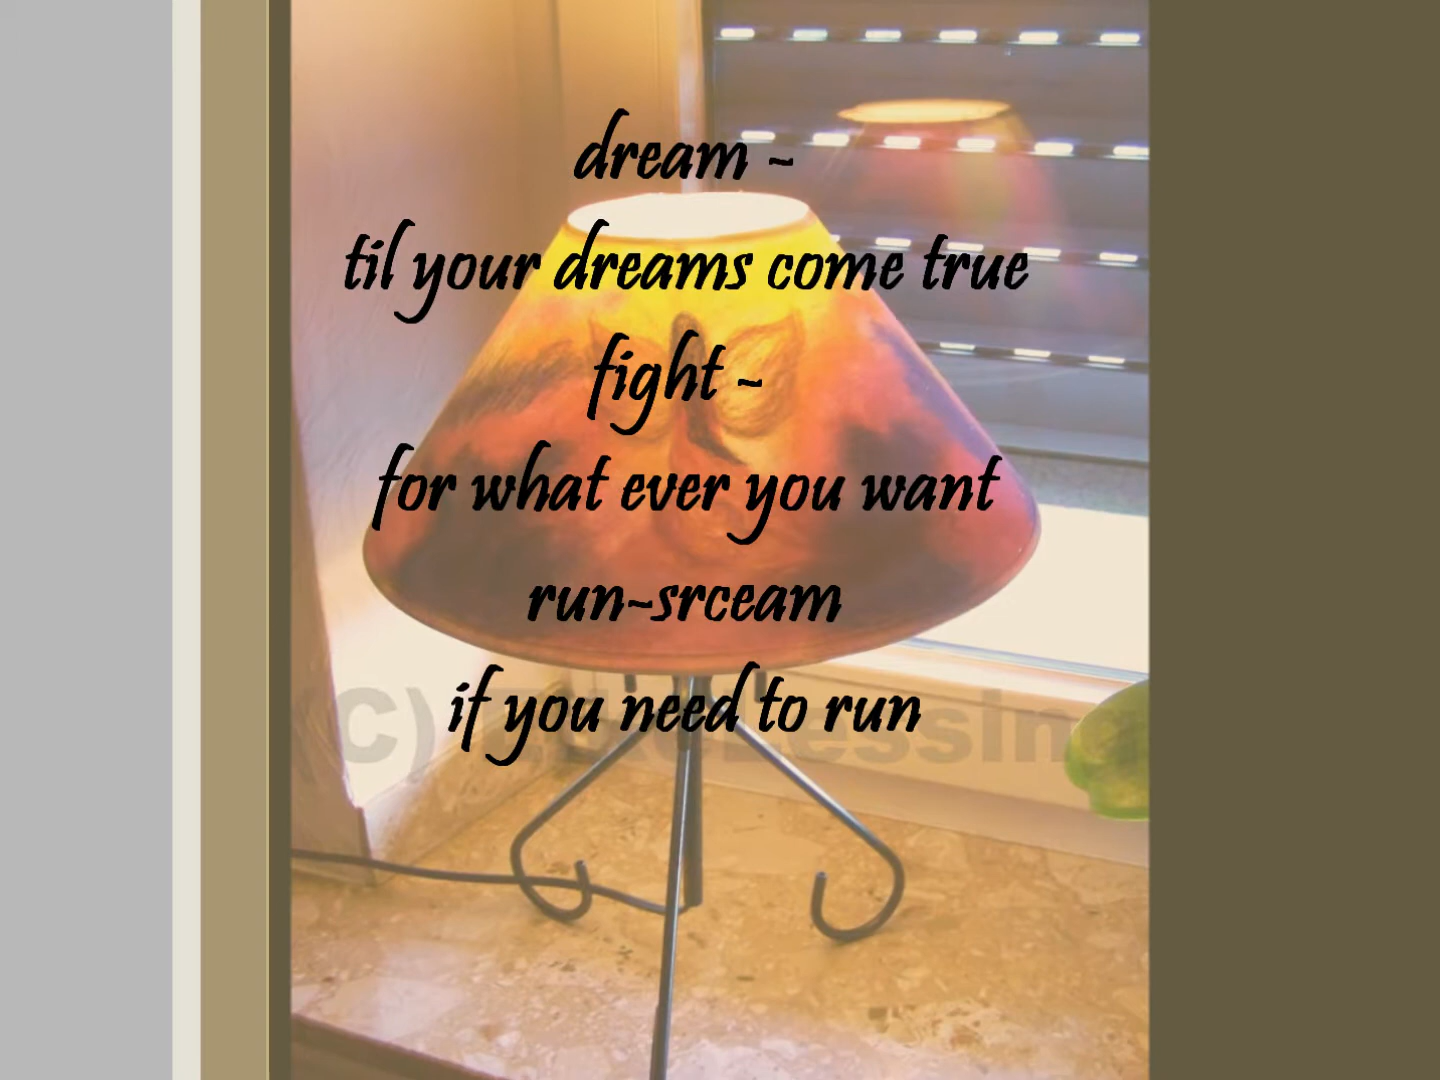 dream ~
til your dreams come true
fight ~
for what ever you want
run~srceam
if you need to run
(C)